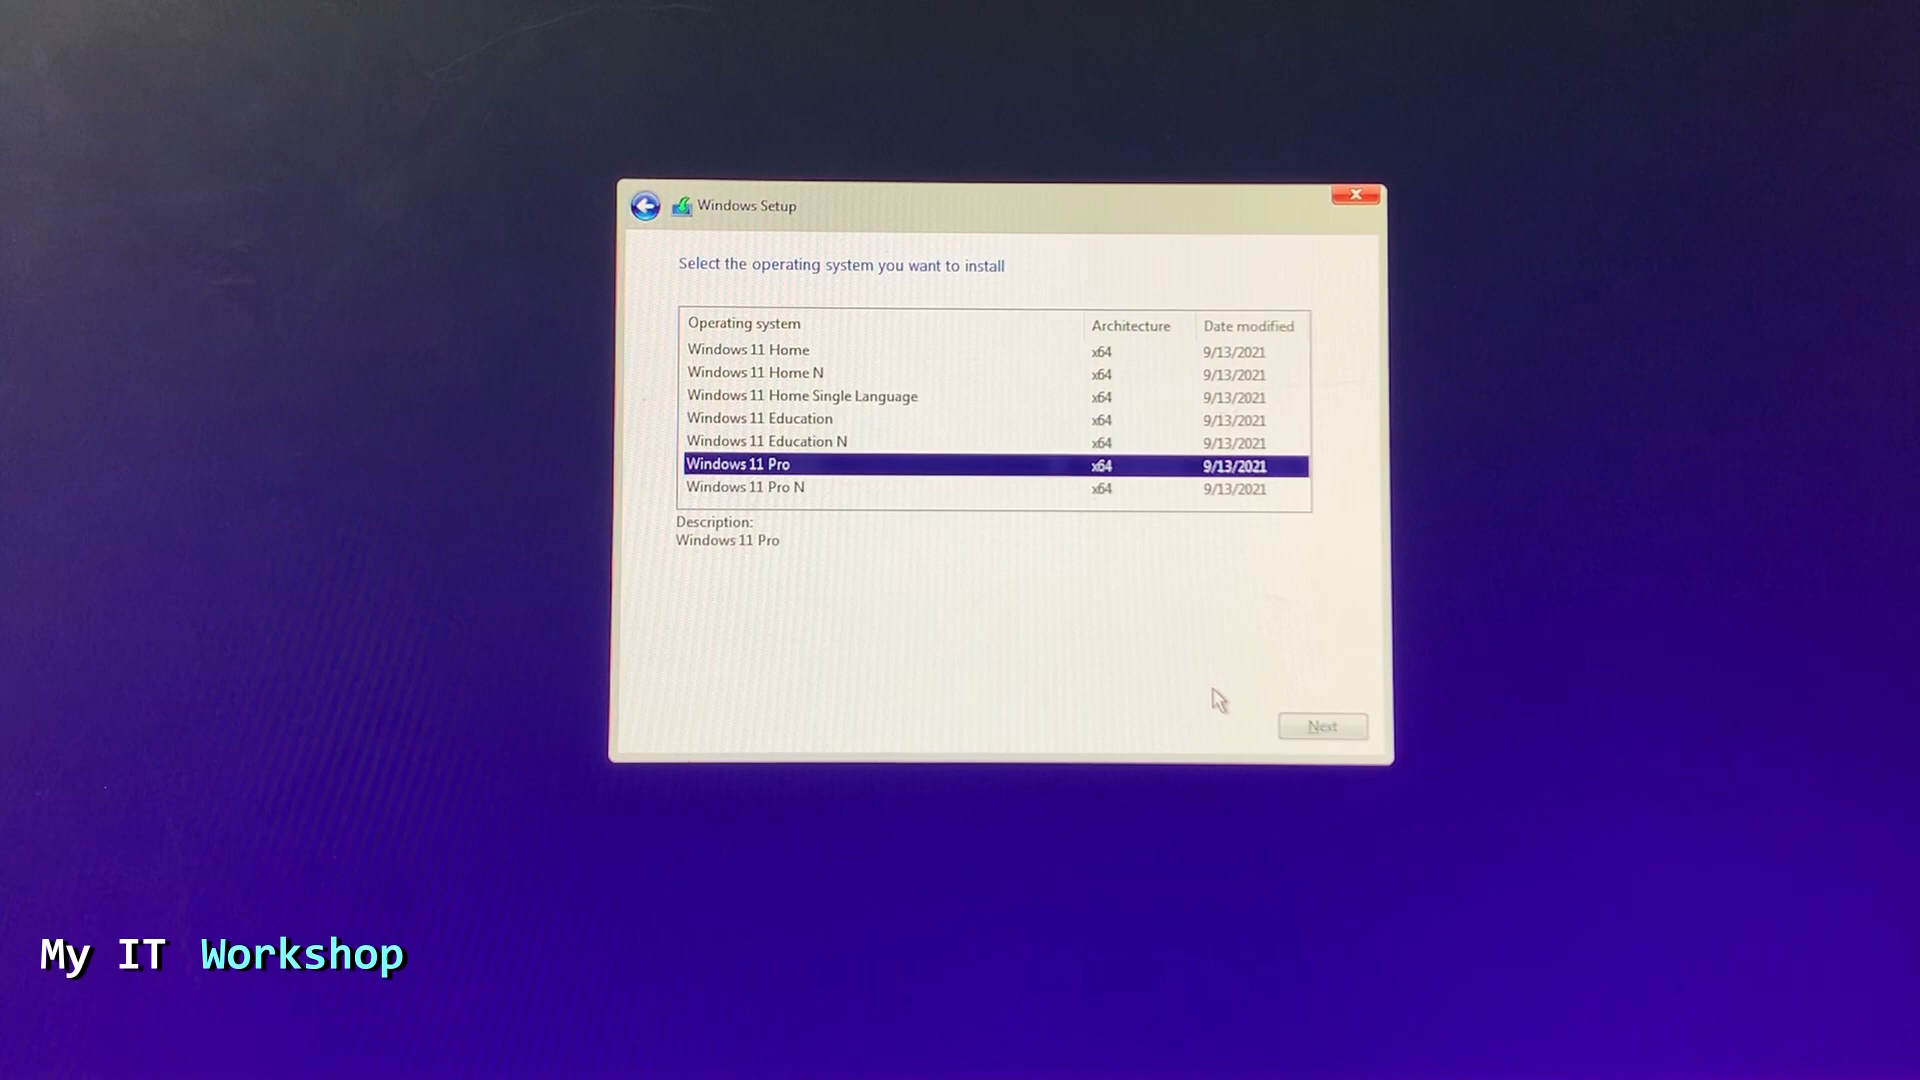 Windows Setup
Select the operating system you want to install
Operating system Architecture Date modified
Windows 11 Home x64 9/13/2021
Windows 11 Home N x64 9/13/2021
Windows 11 Home Single Language x64 9/13/2021
Windows 11 Education x64 9/13/2021
Windows 11 Education N x64 9/13/2021
Windows 11 Pro x64 9/13/2021
Windows 11 Pro N x64 9/13/2021
Description:
Windows 11 Pro
Next
My IT Workshop